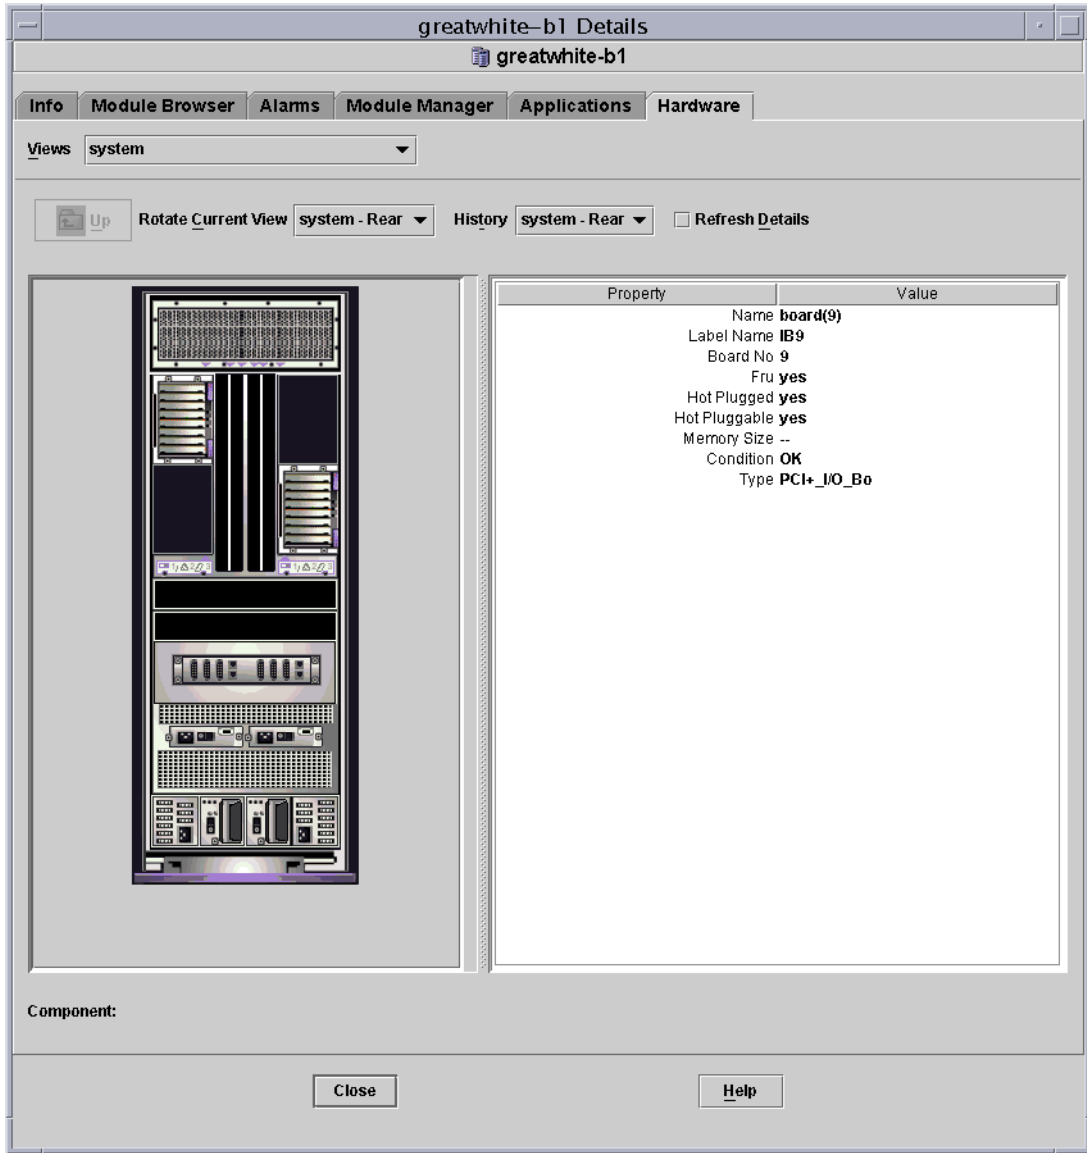 greatwhite-b1 Details
greatwhite-b1
Info Module Browser Alarms Module Manager Applications Hardware
Views system
Up Rotate Current View system - Rear History system - Rear Refresh Details
Property Value
Name board(9)
Label Name IB9
Board No 9
Fru yes
Hot Plugged yes
Hot Pluggable yes
Memory Size --
Condition OK
Type PCI+_I/O_Bo
Component:
Close Help